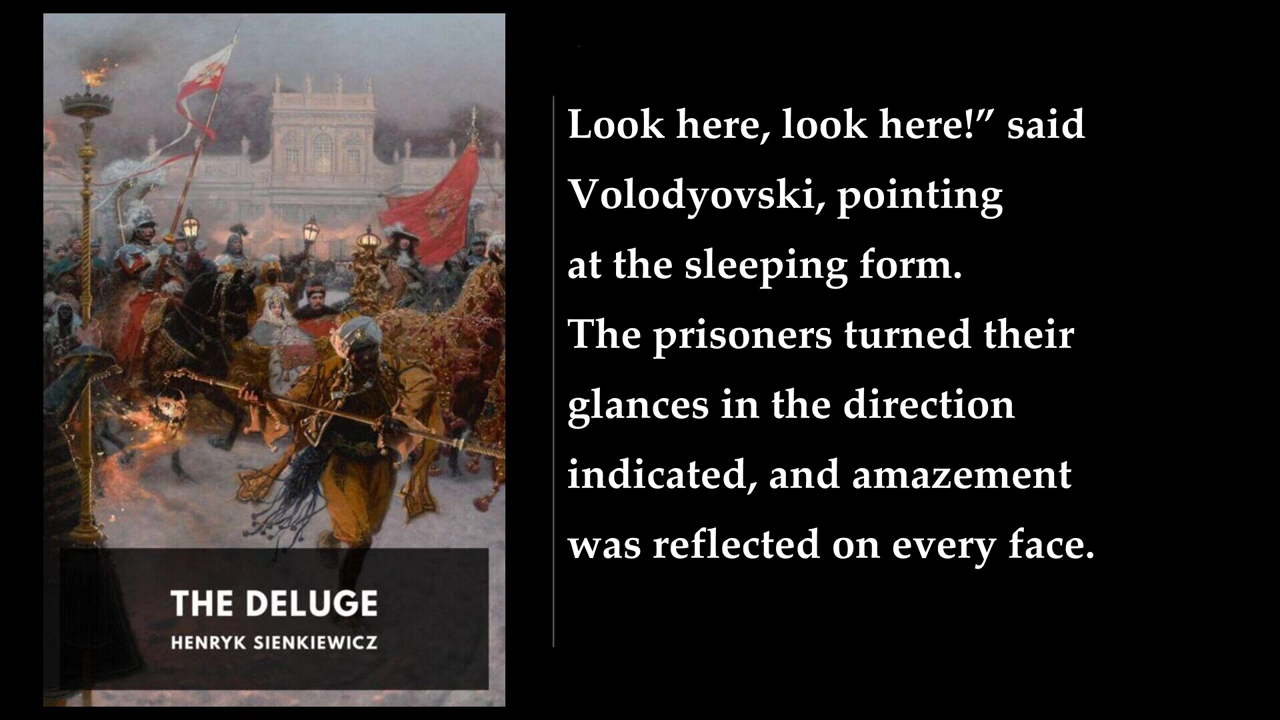 THE DELUGE
HENRYK SIENKIEWICZ
Look here, look here!” said
Volodyovski, pointing
at the sleeping form.
The prisoners turned their
glances in the direction
indicated, and amazement
was reflected on every face.